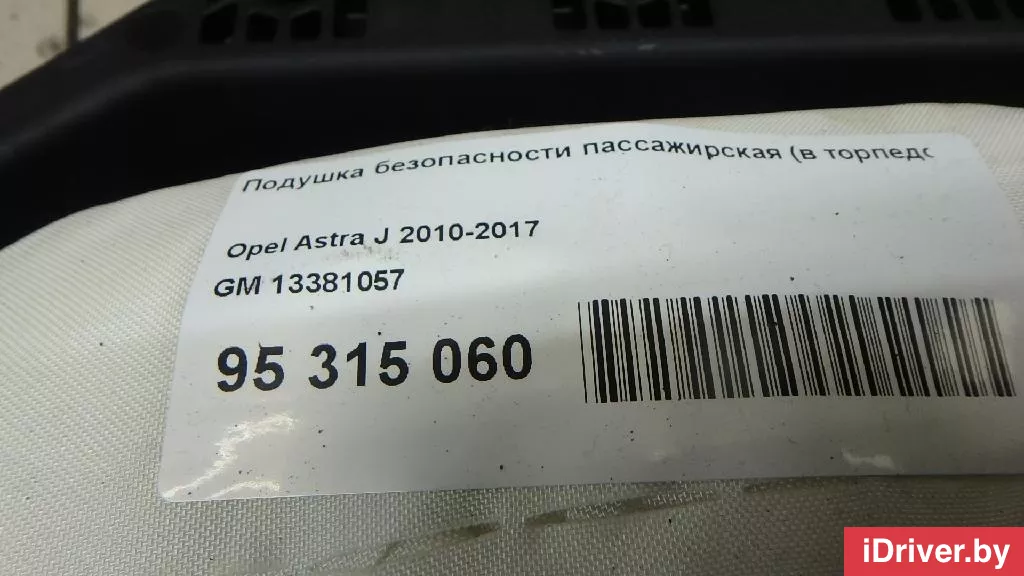 Подушка безопасности пассажирская (в торпедо
Opel Astra J 2010-2017
GM 13381057
95 315 060
iDriver.by